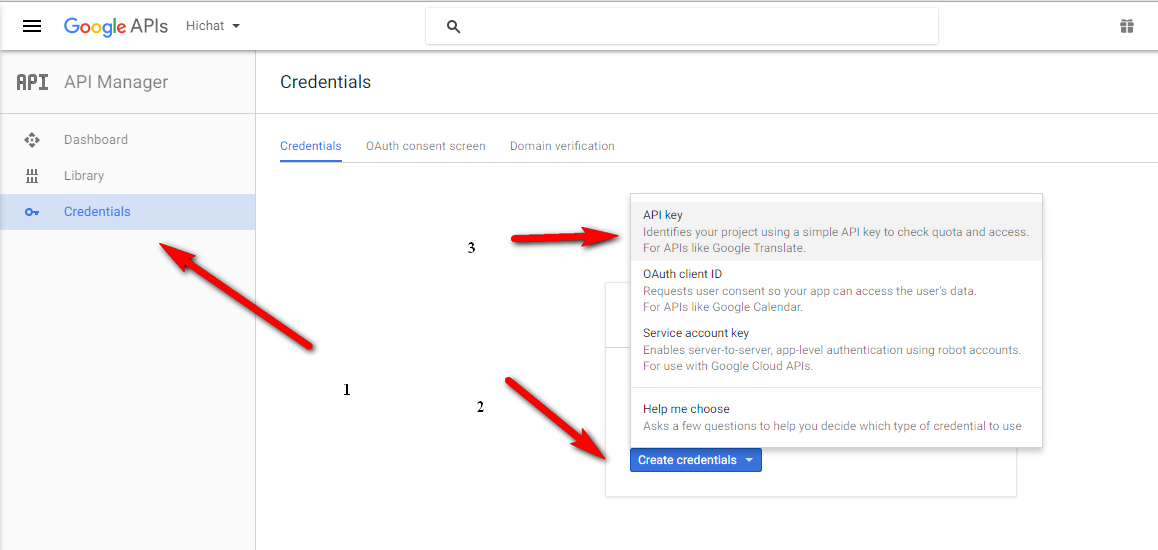 Google APIs Hichat
API API Manager
Credentials
Dashboard
Library
Credentials
Credentials OAuth consent screen Domain verification
API key
Identifies your project using a simple API key to check quota and access.
For APIs like Google Translate.
3
OAuth client ID
Requests user consent so your app can access the user's data.
For APIs like Google Calendar.
Service account key
Enables server-to-server, app-level authentication using robot accounts.
For use with Google Cloud APIs.
1
2
Help me choose
Asks a few questions to help you decide which type of credential to use
Create credentials